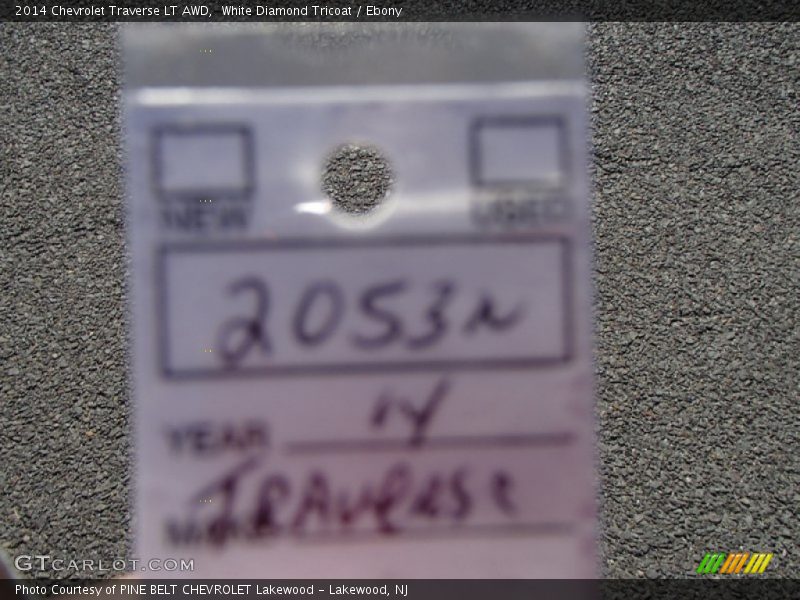 2014 Chevrolet Traverse LT AWD,  White Diamond Tricoat / Ebony
NEW
USED
2053N
YEAR 14
TRAVERSE
GTCARLOT.COM
Photo Courtesy of PINE BELT CHEVROLET Lakewood - Lakewood, NJ